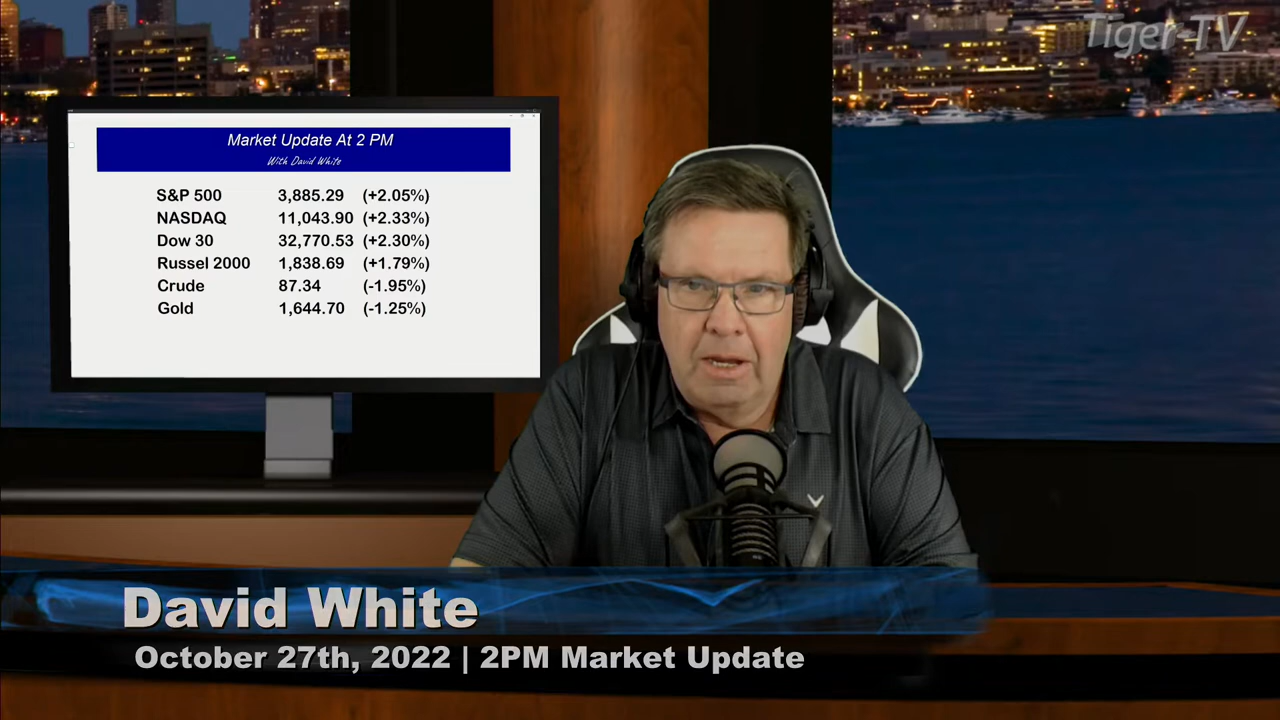 Tiger-TV
Market Update At 2 PM
With David White
S&P 500 3,885.29 (+2.05%)
NASDAQ 11,043.90 (+2.33%)
Dow 30 32,770.53 (+2.30%)
Russel 2000 1,838.69 (+1.79%)
Crude 87.34 (-1.95%)
Gold 1,644.70 (-1.25%)
David White
October 27th, 2022 | 2PM Market Update